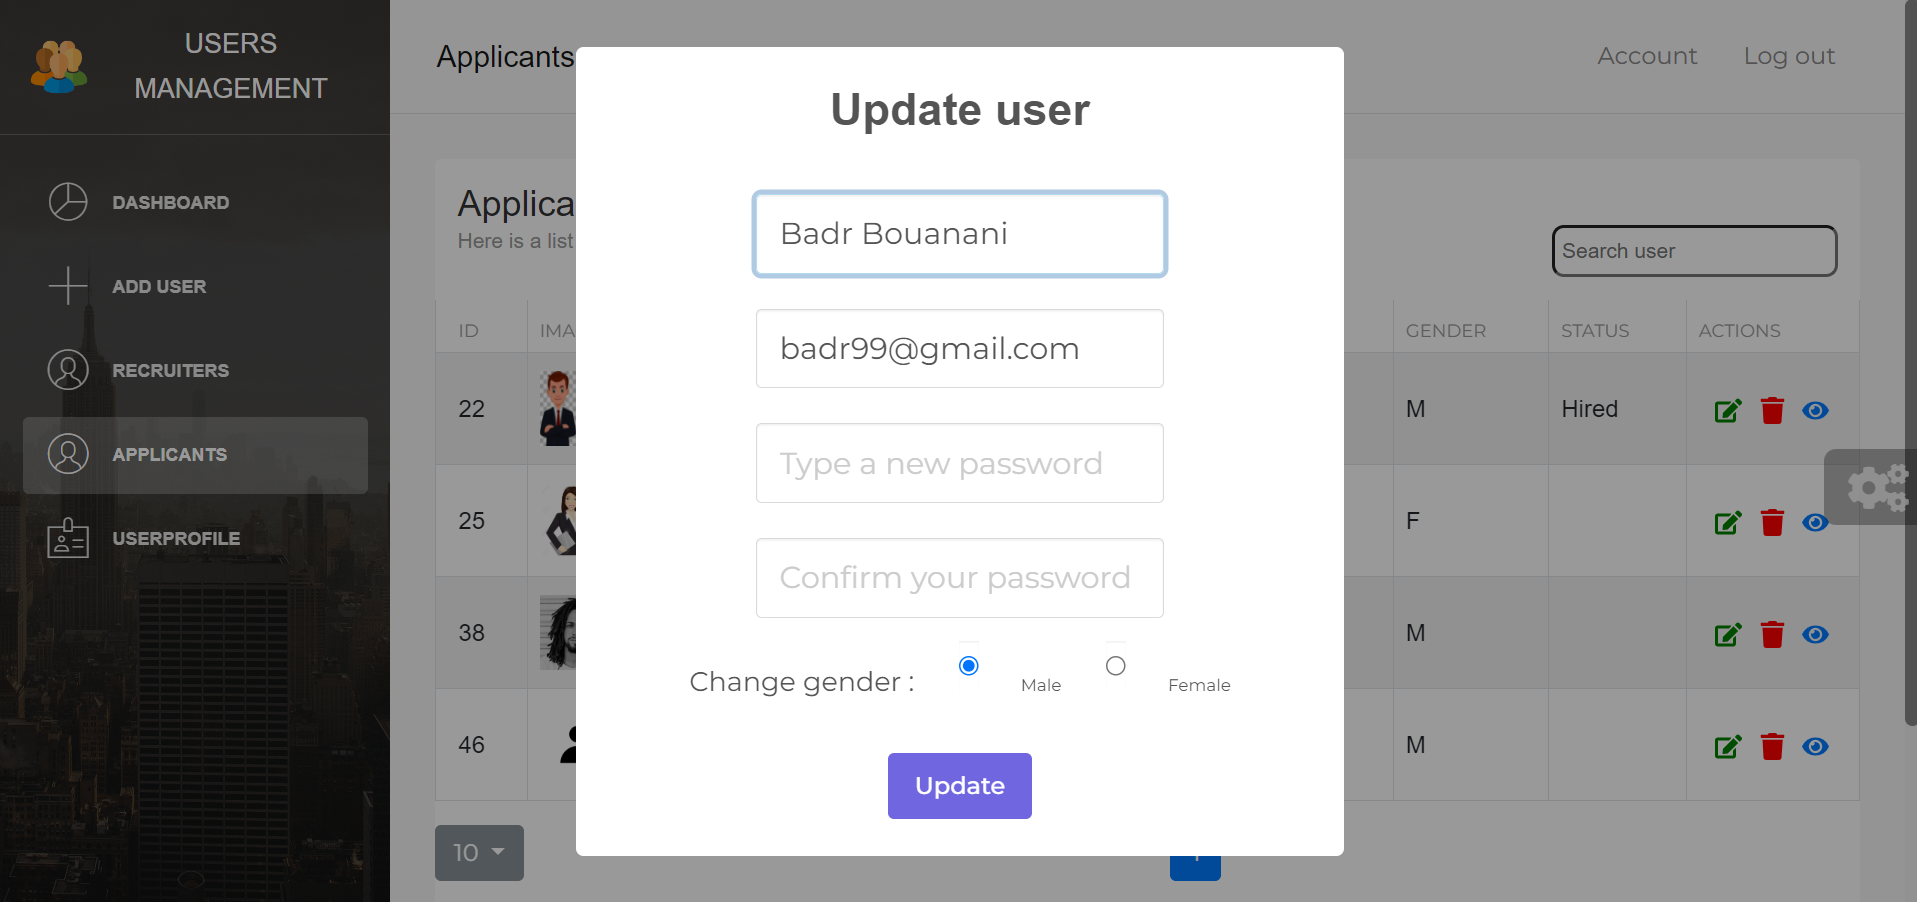 USERS
MANAGEMENT
DASHBOARD
ADD USER
RECRUITERS
APPLICANTS
USERPROFILE
Applicants
Account
Log out
Applica
Here is a list
Search user
ID
IMA
GENDER
STATUS
ACTIONS
22
M
Hired
25
F
38
M
46
M
10
Update user
Badr Bouanani
badr99@gmail.com
Type a new password
Confirm your password
Change gender :
Male
Female
Update